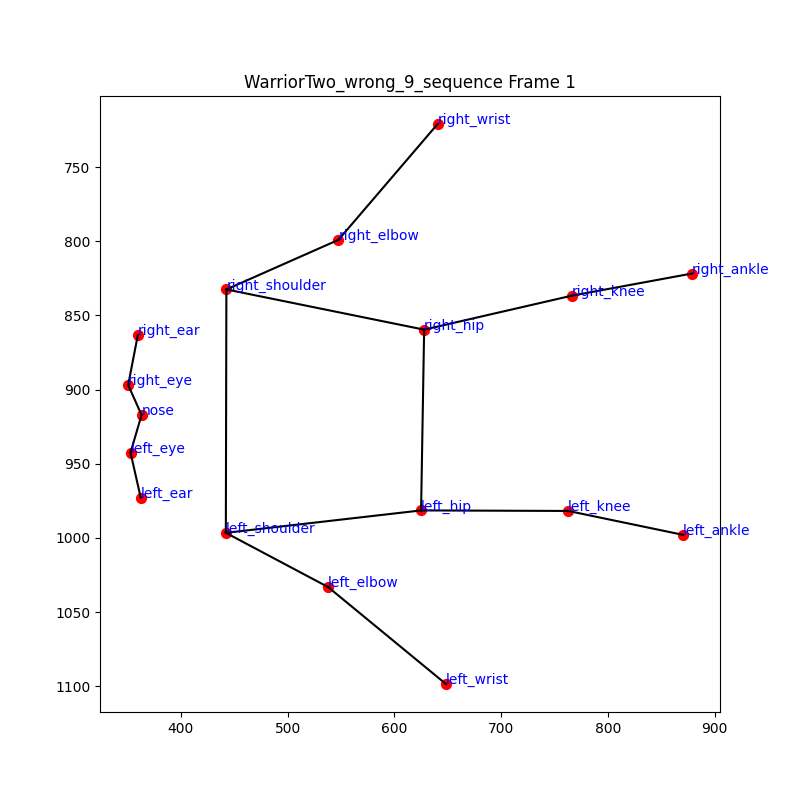 WarriorTwo_wrong_9_sequence Frame 1
right_wrist
750
right_elbow
800
right_ankle
right_shoulder
right_knee
850
right_hip
right_ear
right_eye
900
nose
left_eye
950
left_ear
left_hip
left_knee
left_shoulder
left_ankle
1000
left_elbow
1050
left_wrist
1100
400 500 600 700 800 900